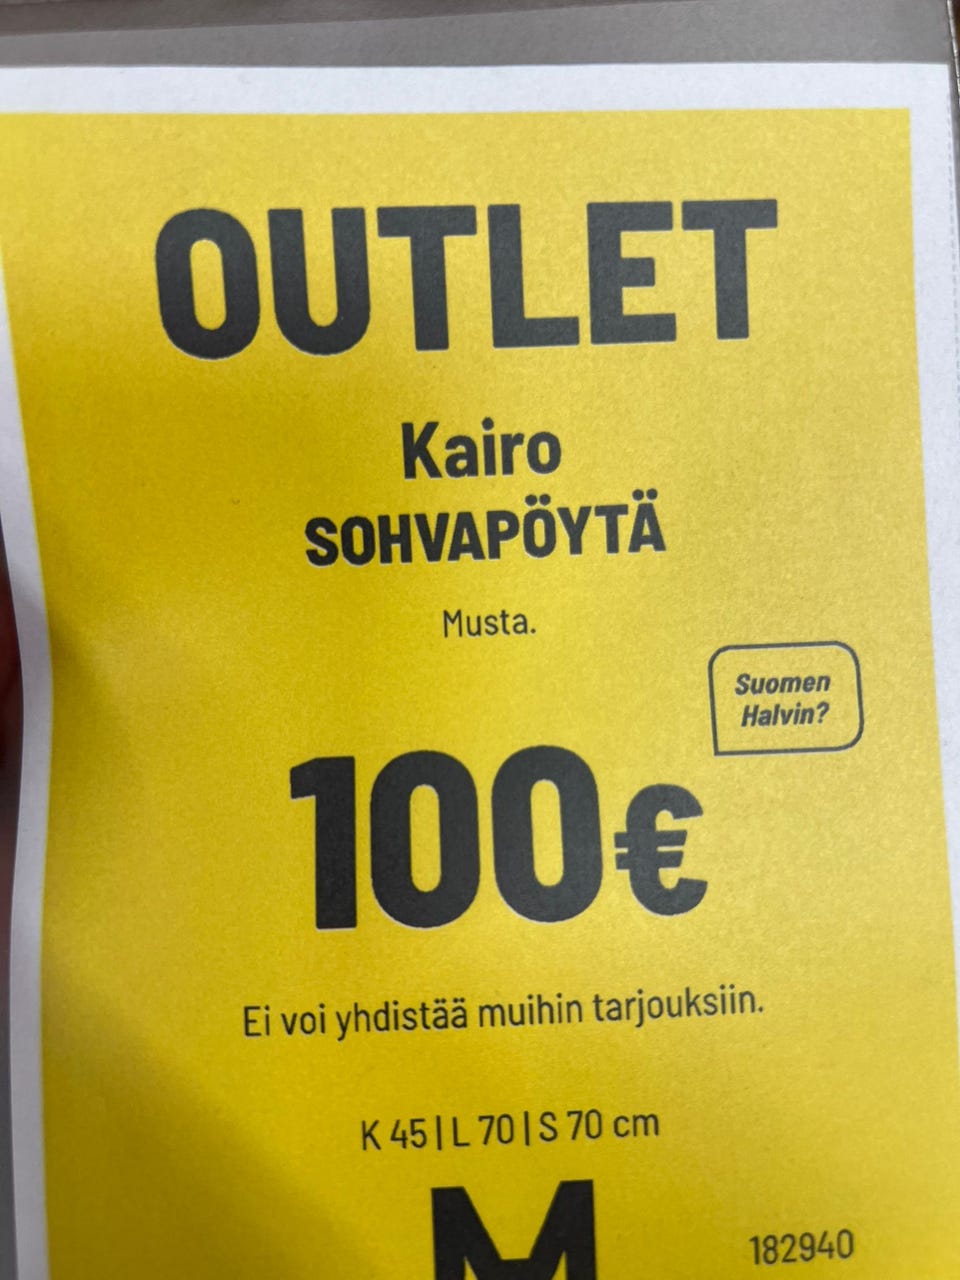 OUTLET
Kairo
SOHVAPÖYTÄ
Musta.
Suomen
Halvin?
100€
Ei voi yhdistää muihin tarjouksiin.
K 45 | L 70 | S 70 cm
M
182940